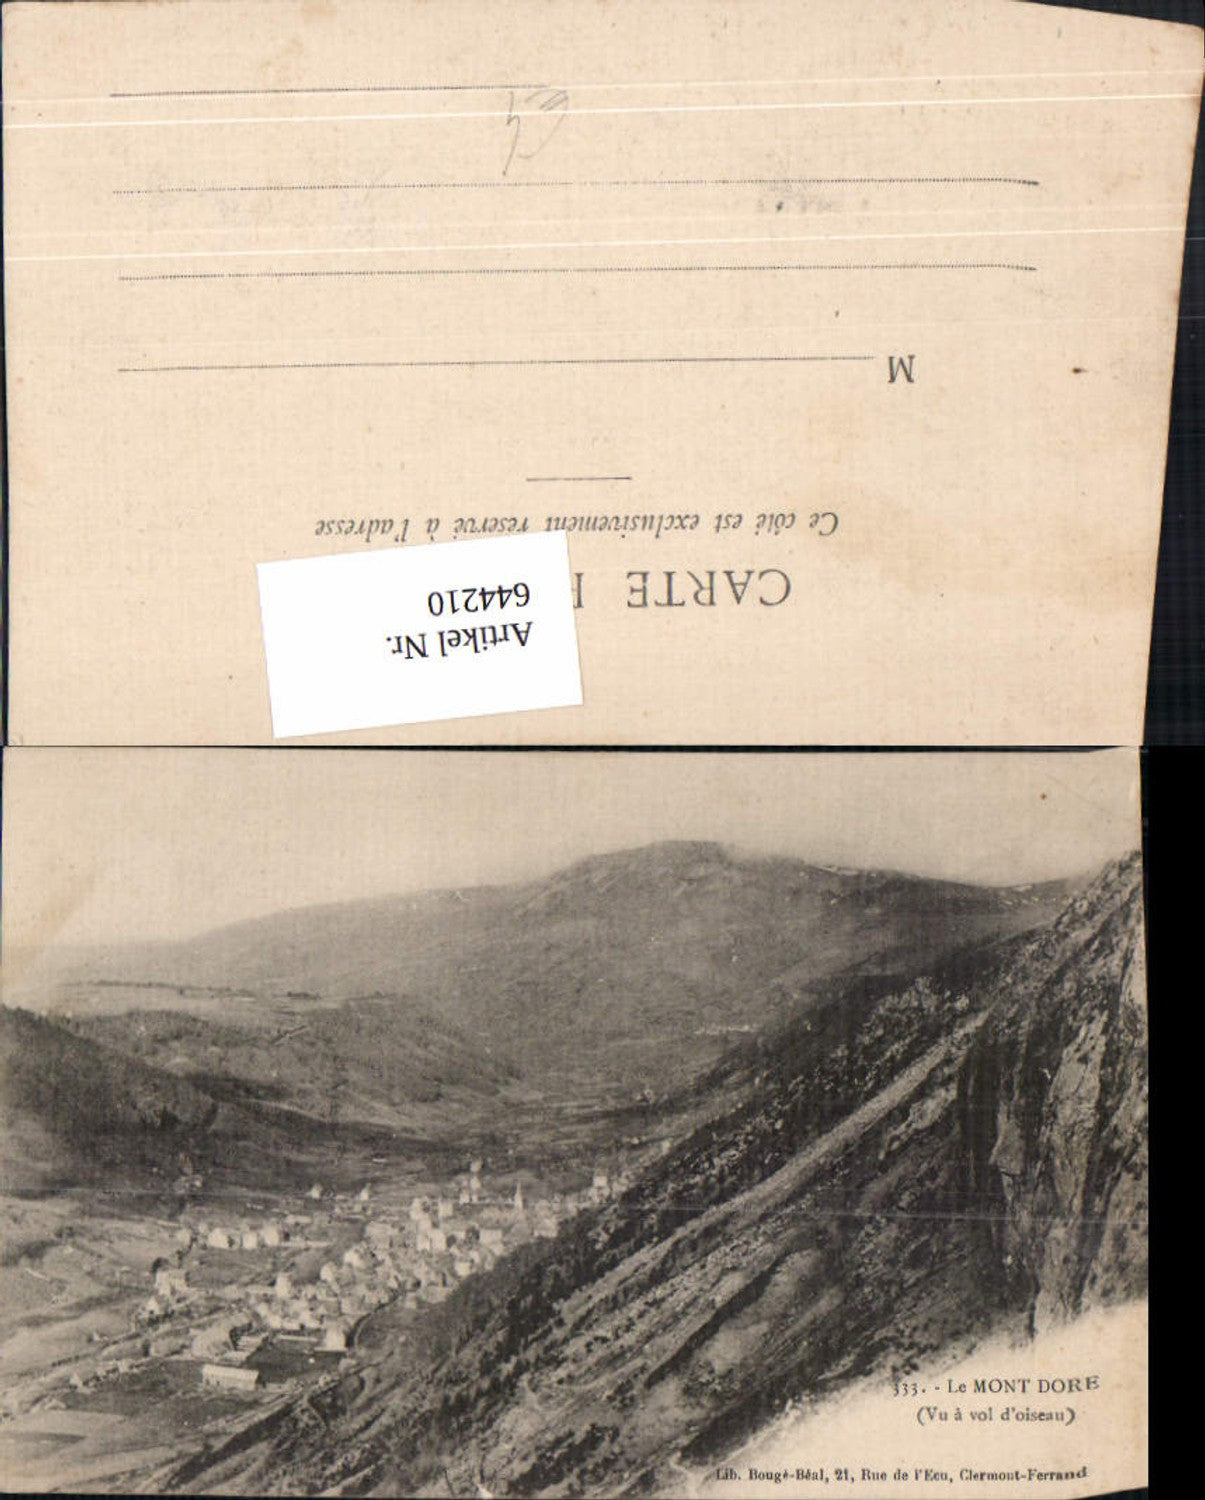 CARTE
Ce côté est exclusivement réservé à l'adresse
M
Artikel Nr.
644210
333. - Le MONT DORE
(Vu à vol d'oiseau)
Lib. Bougé-Béal, 21, Rue de l'Ecu, Clermont-Ferrand